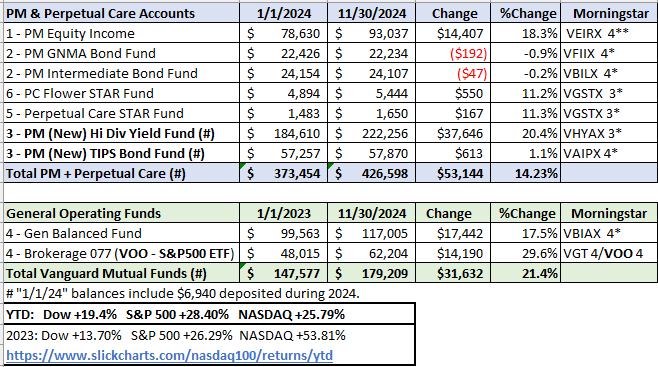 PM & Perpetual Care Accounts 1/1/2024 11/30/2024 Change %Change Morningstar
1 - PM Equity Income $ 78,630 $ 93,037 $14,407 18.3% VEIRX 4**
2 - PM GNMA Bond Fund $ 22,426 $ 22,234 ($192) -0.9% VFIIX 4*
2 - PM Intermediate Bond Fund $ 24,154 $ 24,107 ($47) -0.2% VBILX 4*
6 - PC Flower STAR Fund $ 4,894 $ 5,444 $550 11.2% VGSTX 3*
5 - Perpetual Care STAR Fund $ 1,483 $ 1,650 $167 11.3% VGSTX 3*
3 - PM (New) Hi Div Yield Fund (#) $ 184,610 $ 222,256 $37,646 20.4% VHYAX 3*
3 - PM (New) TIPS Bond Fund (#) $ 57,257 $ 57,870 $613 1.1% VAIPX 4*
Total PM + Perpetual Care (#) $ 373,454 $ 426,598 $53,144 14.23%
General Operating Funds 1/1/2023 11/30/2024 Change %Change Morningstar
4 - Gen Balanced Fund $ 99,563 $ 117,005 $17,442 17.5% VBIAX 4*
4 - Brokerage 077 (VOO - S&P500 ETF) $ 48,015 $ 62,204 $14,190 29.6% VGT 4/VOO 4
Total Vanguard Mutual Funds (#) $ 147,577 $ 179,209 $31,632 21.4%
# "1/1/24" balances include $6,940 deposited during 2024.
YTD: Dow +19.4% S&P 500 +28.40% NASDAQ +25.79%
2023: Dow +13.70% S&P 500 +26.29% NASDAQ +53.81%
https://www.slickcharts.com/nasdaq100/returns/ytd